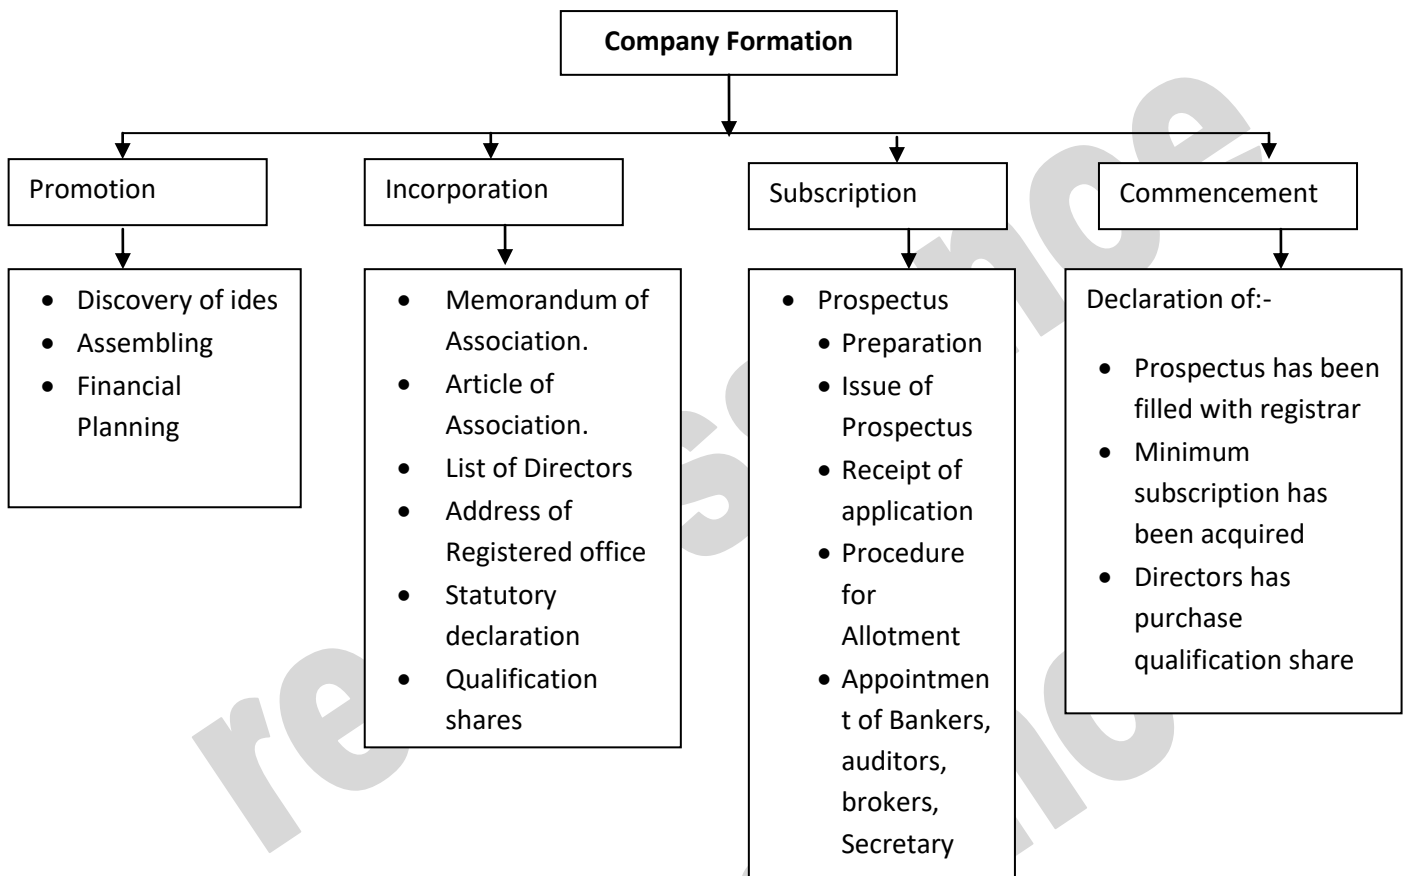 Company Formation
Promotion
Incorporation
Subscription
Commencement
• Discovery of ides
• Assembling
• Financial
Planning
• Memorandum of
Association.
• Article of
Association.
• List of Directors
• Address of
Registered office
• Statutory
declaration
• Qualification
shares
• Prospectus
• Preparation
• Issue of
Prospectus
• Receipt of
application
• Procedure
for
Allotment
• Appointmen
t of Bankers,
auditors,
brokers,
Secretary
Declaration of:-
• Prospectus has been
filled with registrar
• Minimum
subscription has
been acquired
• Directors has
purchase
qualification share